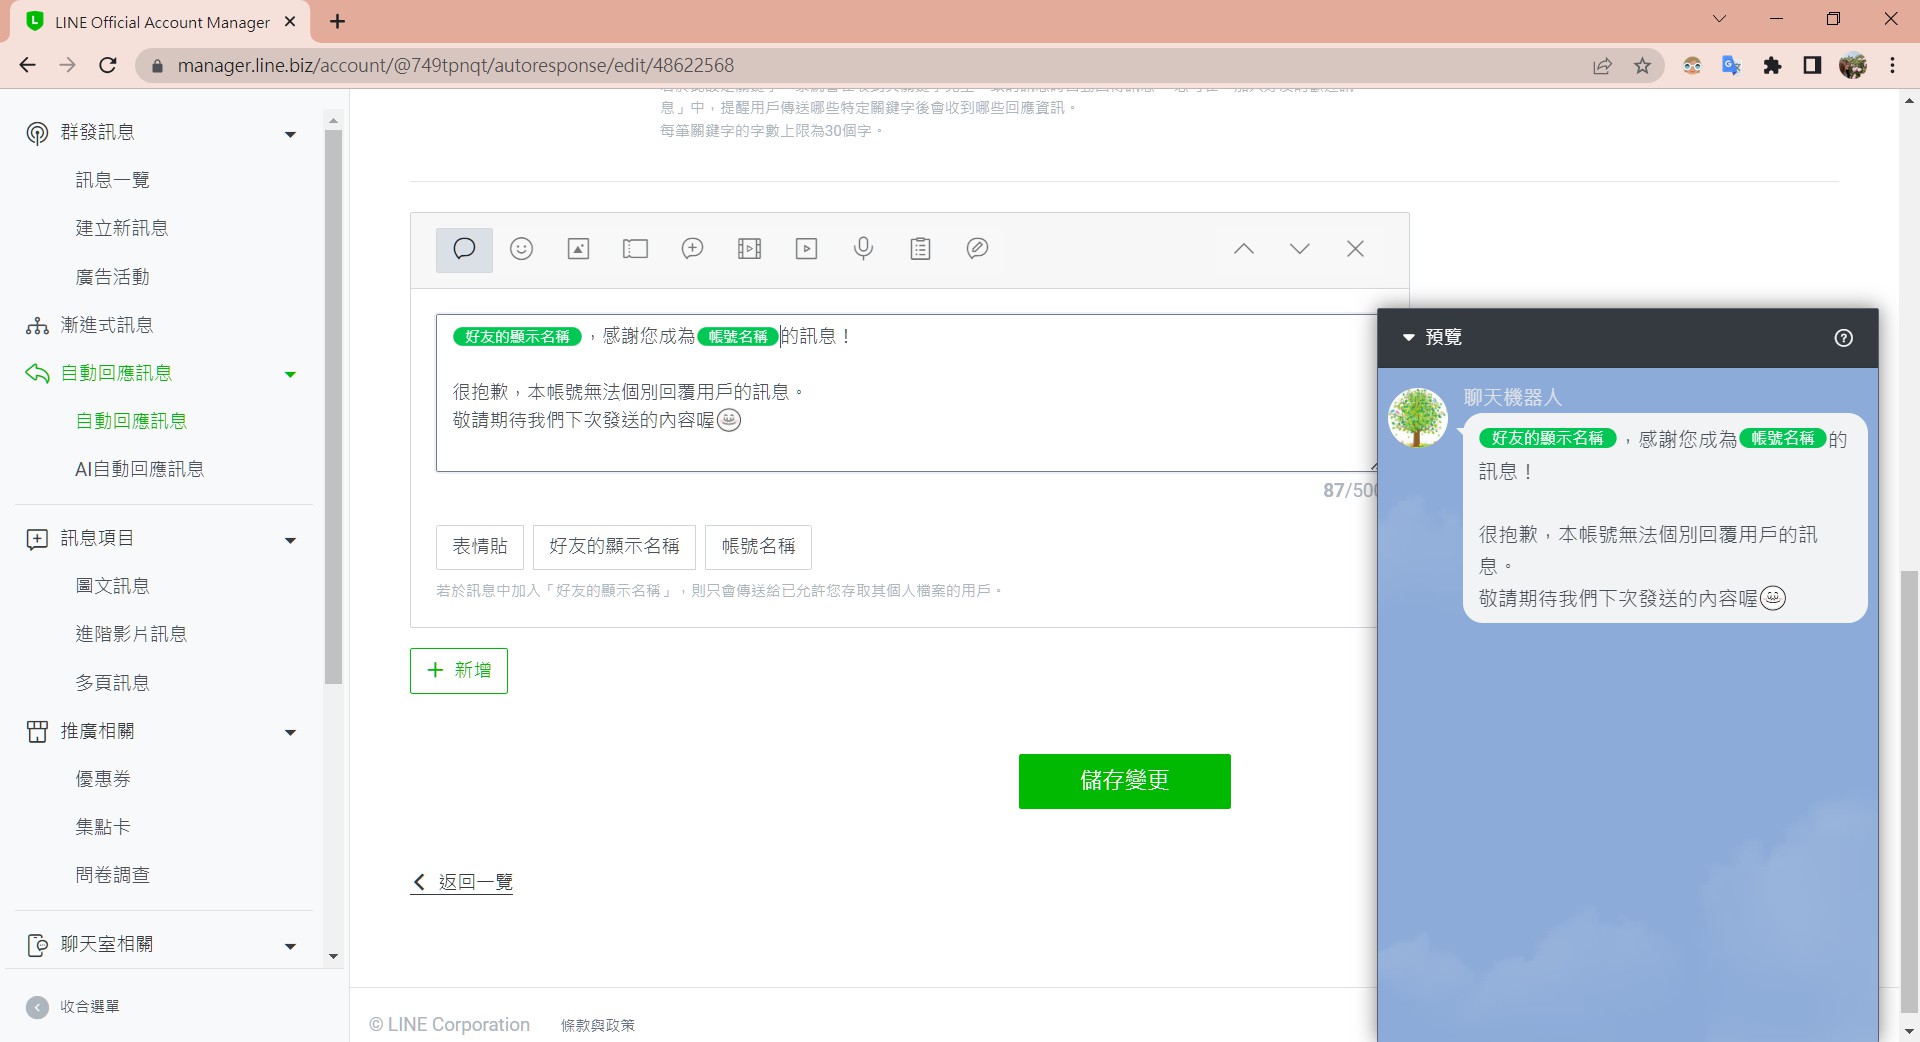 LINE Official Account Manager
manager.line.biz/account/@749tpnqt/autoresponse/edit/48622568
群發訊息
訊息一覽
建立新訊息
廣告活動
漸進式訊息
自動回應訊息
自動回應訊息
AI自動回應訊息
訊息項目
圖文訊息
進階影片訊息
多頁訊息
推廣相關
優惠券
集點卡
問卷調查
聊天室相關
收合選單
息」中，提醒用戶傳送哪些特定關鍵字後會收到哪些回應資訊。
每筆關鍵字的字數上限為30個字。
好友的顯示名稱，感謝您成為帳號名稱的訊息！
很抱歉，本帳號無法個別回覆用戶的訊息。
敬請期待我們下次發送的內容喔
87/500
表情貼 好友的顯示名稱 帳號名稱
若於訊息中加入「好友的顯示名稱」，則只會傳送給已允許您存取其個人檔案的用戶。
新增
儲存變更
返回一覽
© LINE Corporation 條款與政策
預覽
聊天機器人
好友的顯示名稱，感謝您成為帳號名稱的
訊息！
很抱歉，本帳號無法個別回覆用戶的訊
息。
敬請期待我們下次發送的內容喔